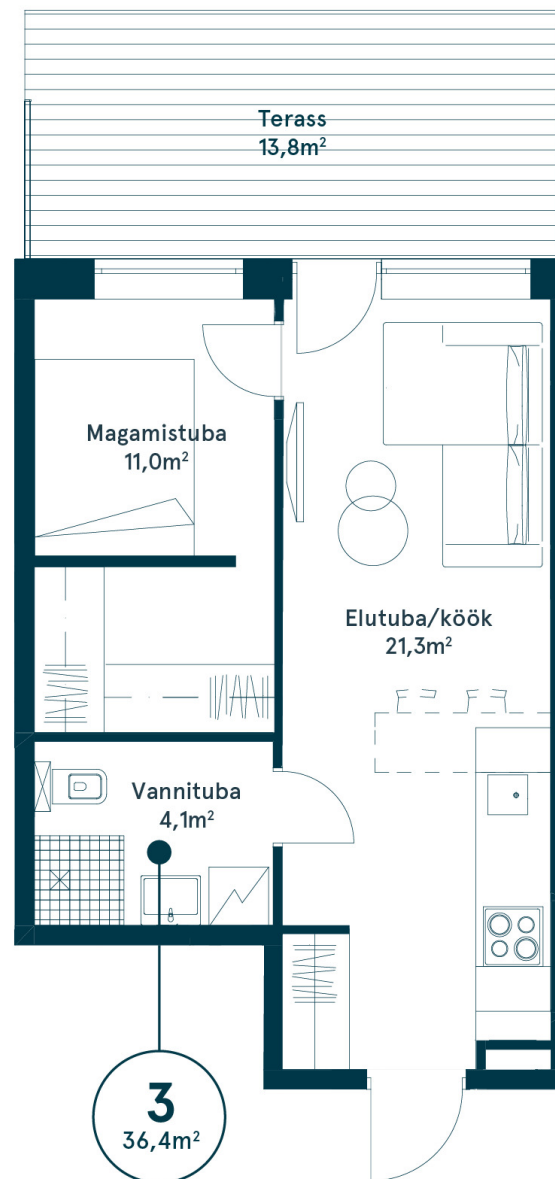 Terass
13,8m²
Magamistuba
11,0m²
Elutuba/köök
21,3m²
Vannituba
4,1m²
3
36,4m²